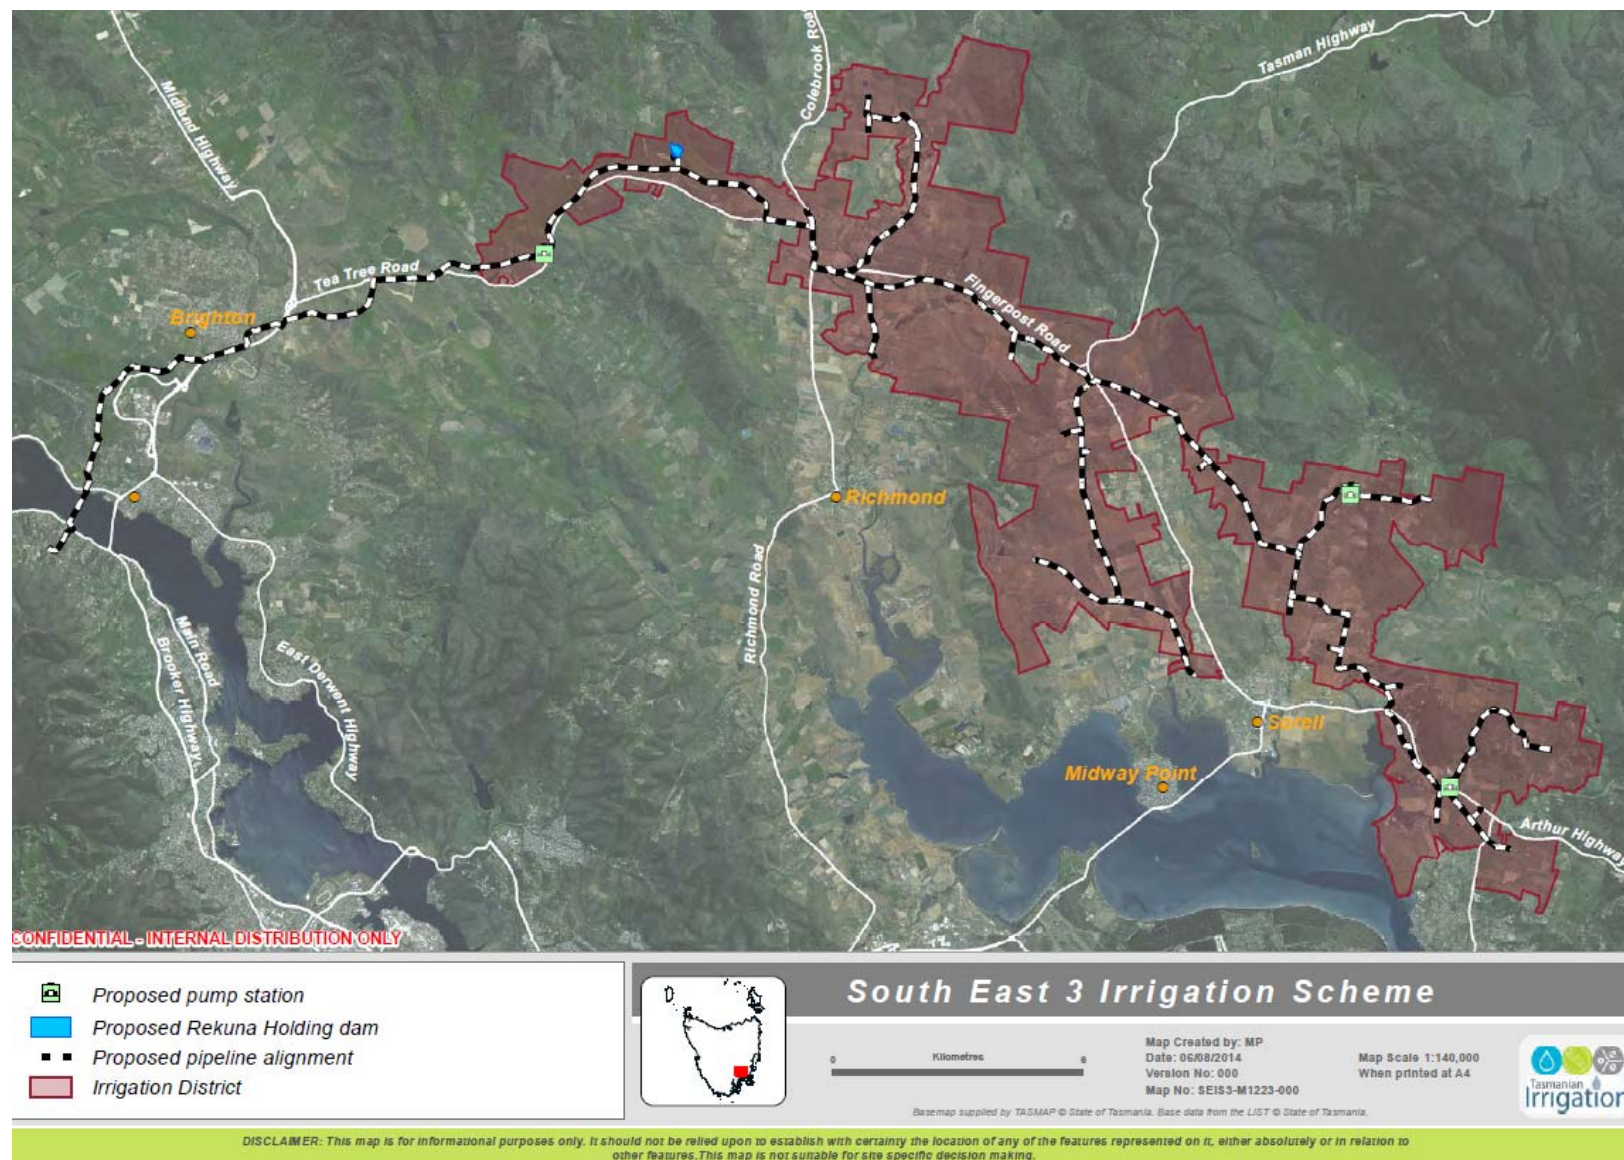 Midland Highway
Colebrook Roa
Tasman Highway
Tea Tree Road
Brighton
Fingerpost Road
Richmond
Richmond Road
Main Road
Brooker Highway
East Derwent Highway
Sorell
Midway Point
Arthur Highway
CONFIDENTIAL - INTERNAL DISTRIBUTION ONLY
Proposed pump station
Proposed Rekuna Holding dam
Proposed pipeline alignment
Irrigation District
South East 3 Irrigation Scheme
0 Kilometres 6
Map Created by: MP
Date: 06/08/2014
Version No: 000
Map No: SEIS3-M1223-000
Map Scale 1:140,000
When printed at A4
Basemap supplied by TASMAP © State of Tasmania. Base data from the LIST © State of Tasmania.
Tasmanian
Irrigation
DISCLAIMER: This map is for informational purposes only. It should not be relied upon to establish with certainty the location of any of the features represented on it, either absolutely or in relation to
other features.This map is not suitable for site specific decision making.